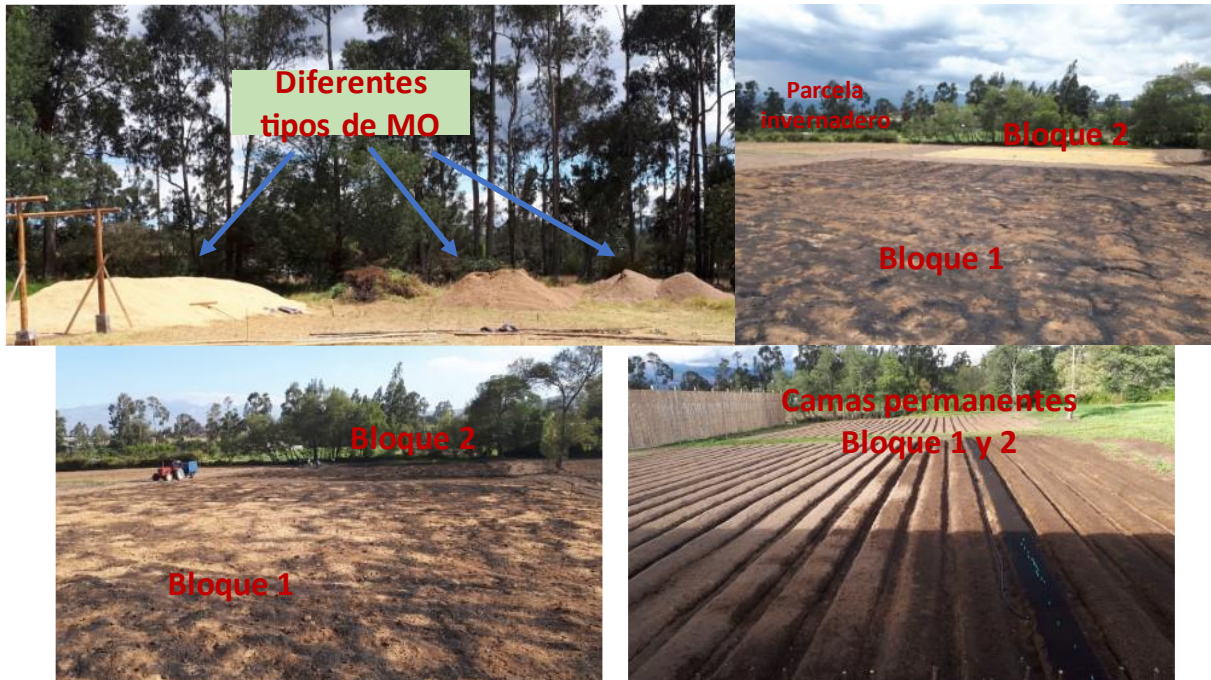 Diferentes
tipos de MO
Parcela
invernadero
Bloque 2
Bloque 1
Bloque 2
Bloque 1
Camas permanentes
Bloque 1 y 2